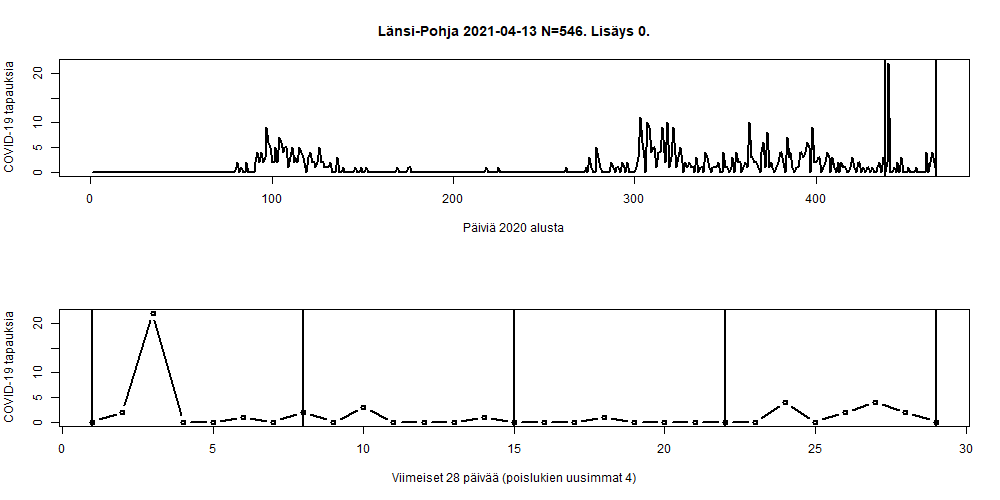 Länsi-Pohja 2021-04-13 N=546. Lisäys 0.
COVID-19 tapauksia
20
10
5
0
0 100 200 300 400
Päiviä 2020 alusta
COVID-19 tapauksia
20
10
5
0
0 5 10 15 20 25 30
Viimeiset 28 päivää (poislukien uusimmat 4)